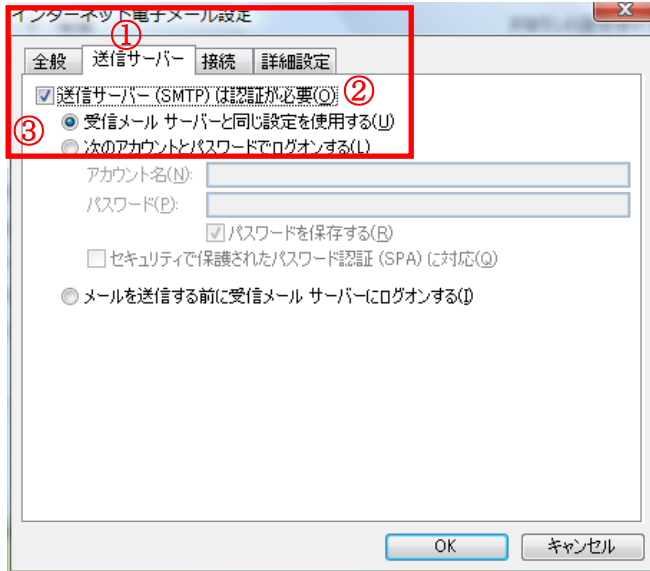 インターネット電子メール設定
①
全般 送信サーバー 接続 詳細設定
送信サーバー (SMTP) は認証が必要(O) ②
③ 受信メール サーバーと同じ設定を使用する(U)
次のアカウントとパスワードでログオンする(L)
アカウント名(N):
パスワード(P):
パスワードを保存する(R)
セキュリティで保護されたパスワード認証 (SPA) に対応(Q)
メールを送信する前に受信メール サーバーにログオンする(I)
OK キャンセル